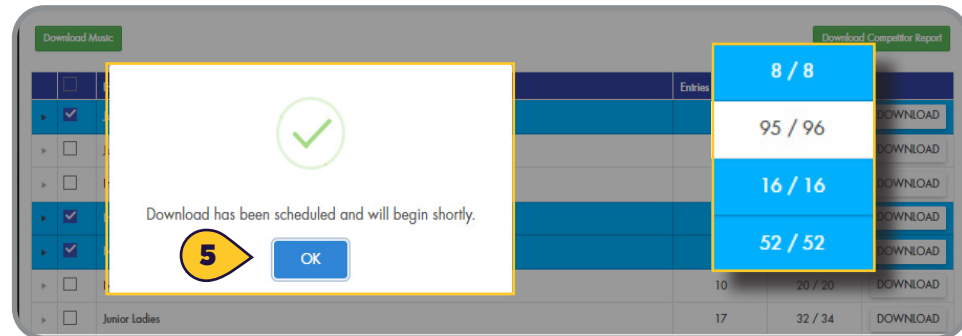 Download Music
Download Competitor Report
Entries
8 / 8
DOWNLOAD
95 / 96
DOWNLOAD
16 / 16
DOWNLOAD
Download has been scheduled and will begin shortly.
DOWNLOAD
52 / 52
DOWNLOAD
5
OK
10 20 / 20 DOWNLOAD
Junior Ladies 17 32 / 34 DOWNLOAD